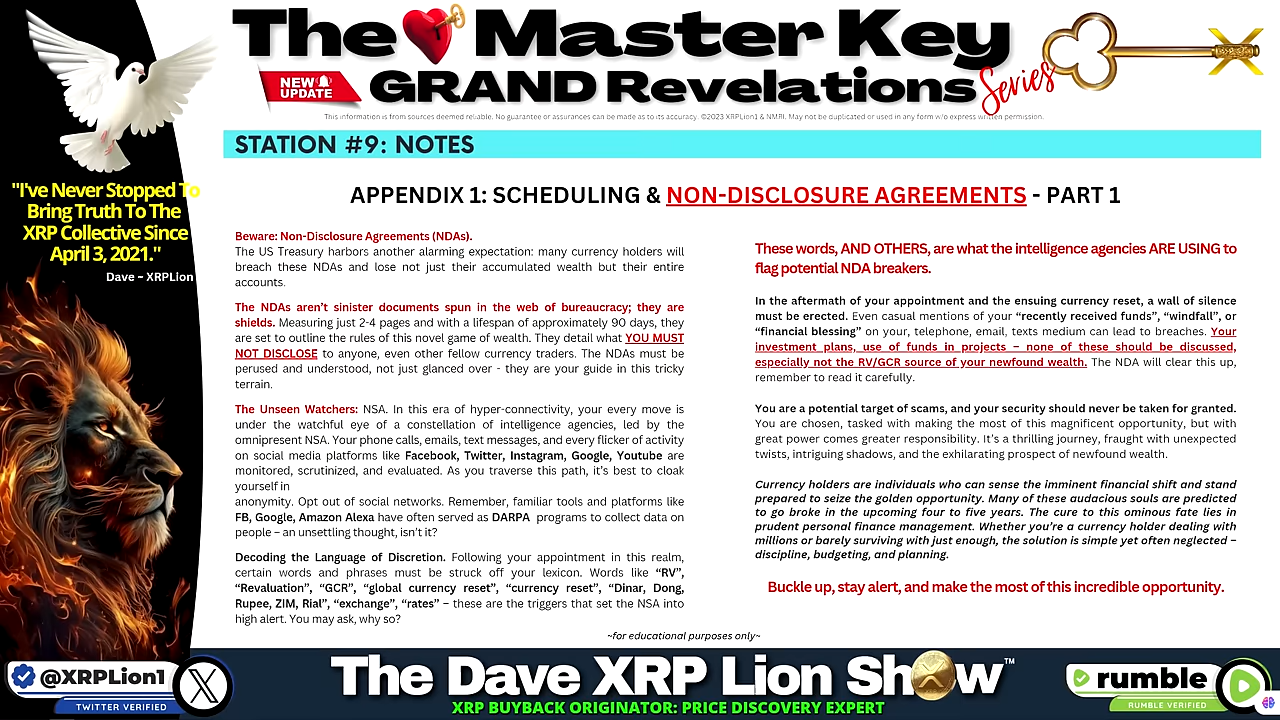 The Master Key
NEW UPDATE
GRAND Revelations Series
This information is from sources deemed reliable. No guarantee or assurances can be made as to its accuracy. ©2023 XRPLion1 & NMRI. May not be duplicated or used in any form w/o express written permission.
STATION #9: NOTES
"I've Never Stopped To
Bring Truth To The
XRP Collective Since
April 3, 2021."
Dave – XRPLion
APPENDIX 1: SCHEDULING & NON-DISCLOSURE AGREEMENTS - PART 1
Beware: Non-Disclosure Agreements (NDAs).
The US Treasury harbors another alarming expectation: many currency holders will
breach these NDAs and lose not just their accumulated wealth but their entire
accounts.
The NDAs aren't sinister documents spun in the web of bureaucracy; they are
shields. Measuring just 2-4 pages and with a lifespan of approximately 90 days, they
are set to outline the rules of this novel game of wealth. They detail what YOU MUST
NOT DISCLOSE to anyone, even other fellow currency traders. The NDAs must be
perused and understood, not just glanced over - they are your guide in this tricky
terrain.
The Unseen Watchers: NSA. In this era of hyper-connectivity, your every move is
under the watchful eye of a constellation of intelligence agencies, led by the
omnipresent NSA. Your phone calls, emails, text messages, and every flicker of activity
on social media platforms like Facebook, Twitter, Instagram, Google, Youtube are
monitored, scrutinized, and evaluated. As you traverse this path, it's best to cloak
yourself in
anonymity. Opt out of social networks. Remember, familiar tools and platforms like
FB, Google, Amazon Alexa have often served as DARPA programs to collect data on
people – an unsettling thought, isn't it?
Decoding the Language of Discretion. Following your appointment in this realm,
certain words and phrases must be struck off your lexicon. Words like "RV",
"Revaluation", "GCR", "global currency reset", "currency reset", "Dinar, Dong,
Rupee, ZIM, Rial", "exchange", "rates" – these are the triggers that set the NSA into
high alert. You may ask, why so?
These words, AND OTHERS, are what the intelligence agencies ARE USING to
flag potential NDA breakers.
In the aftermath of your appointment and the ensuing currency reset, a wall of silence
must be erected. Even casual mentions of your "recently received funds", "windfall", or
"financial blessing" on your, telephone, email, texts medium can lead to breaches. Your
investment plans, use of funds in projects – none of these should be discussed,
especially not the RV/GCR source of your newfound wealth. The NDA will clear this up,
remember to read it carefully.
You are a potential target of scams, and your security should never be taken for granted.
You are chosen, tasked with making the most of this magnificent opportunity, but with
great power comes greater responsibility. It's a thrilling journey, fraught with unexpected
twists, intriguing shadows, and the exhilarating prospect of newfound wealth.
Currency holders are individuals who can sense the imminent financial shift and stand
prepared to seize the golden opportunity. Many of these audacious souls are predicted
to go broke in the upcoming four to five years. The cure to this ominous fate lies in
prudent personal finance management. Whether you're a currency holder dealing with
millions or barely surviving with just enough, the solution is simple yet often neglected –
discipline, budgeting, and planning.
Buckle up, stay alert, and make the most of this incredible opportunity.
~for educational purposes only~
@XRPLion1
TWITTER VERIFIED
The Dave XRP Lion Show™
XRP BUYBACK ORIGINATOR: PRICE DISCOVERY EXPERT
rumble
RUMBLE VERIFIED